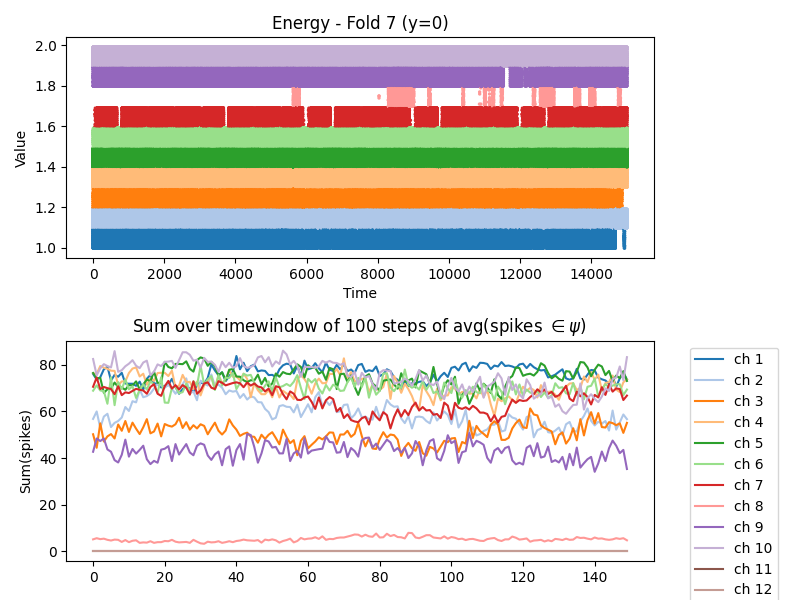 Energy - Fold 7 (y=0)
2.0
1.8
1.6
1.4
1.2
1.0
Value
0 2000 4000 6000 8000 10000 12000 14000
Time
Sum over timewindow of 100 steps of avg(spikes ∈ ψ)
80
60
40
20
0
Sum(spikes)
0 20 40 60 80 100 120 140
ch 1
ch 2
ch 3
ch 4
ch 5
ch 6
ch 7
ch 8
ch 9
ch 10
ch 11
ch 12